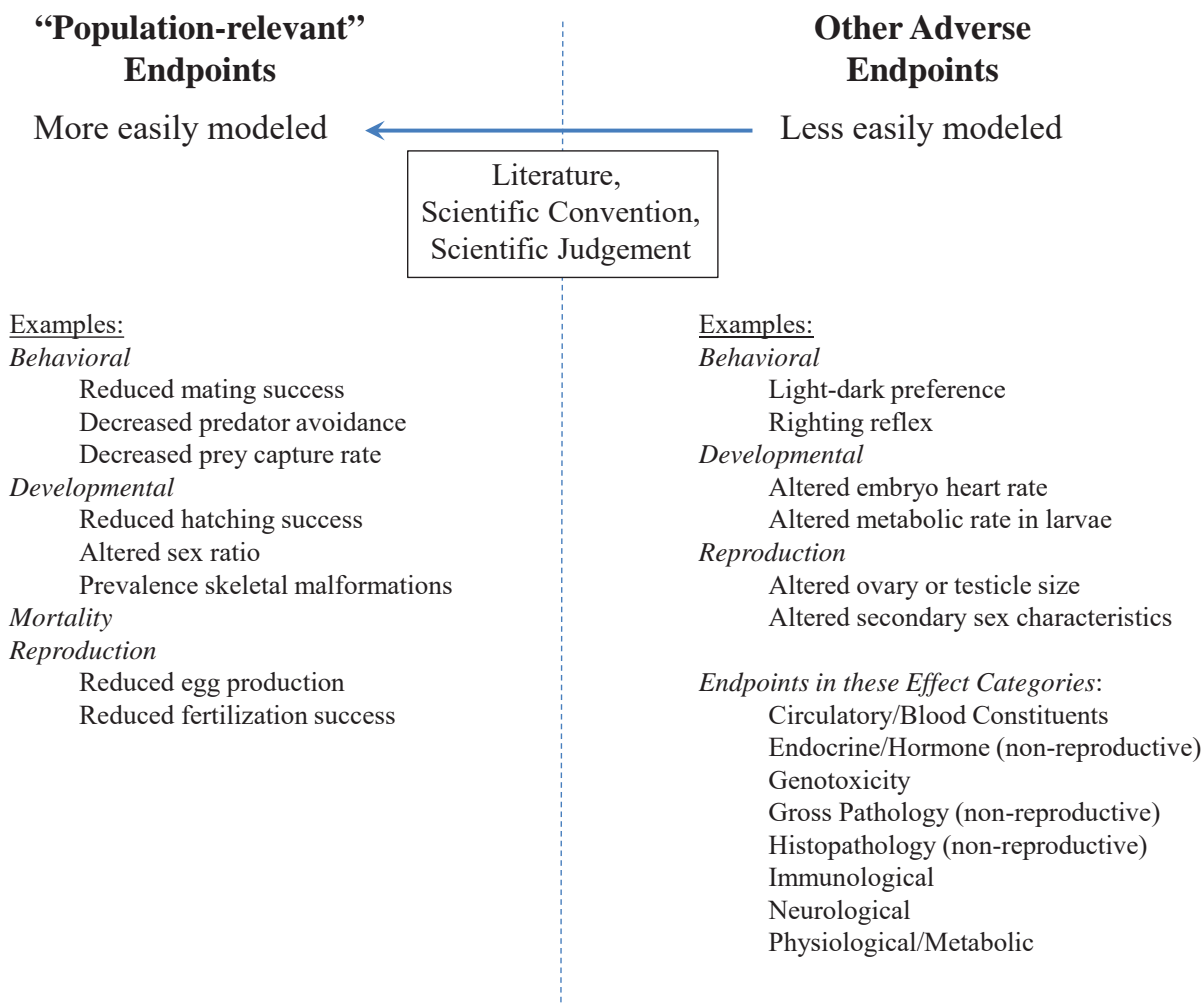 “Population-relevant”
Endpoints
More easily modeled
Other Adverse
Endpoints
Less easily modeled
Literature,
Scientific Convention,
Scientific Judgement
Examples:
Behavioral
Reduced mating success
Decreased predator avoidance
Decreased prey capture rate
Developmental
Reduced hatching success
Altered sex ratio
Prevalence skeletal malformations
Mortality
Reproduction
Reduced egg production
Reduced fertilization success
Examples:
Behavioral
Light-dark preference
Righting reflex
Developmental
Altered embryo heart rate
Altered metabolic rate in larvae
Reproduction
Altered ovary or testicle size
Altered secondary sex characteristics
Endpoints in these Effect Categories:
Circulatory/Blood Constituents
Endocrine/Hormone (non-reproductive)
Genotoxicity
Gross Pathology (non-reproductive)
Histopathology (non-reproductive)
Immunological
Neurological
Physiological/Metabolic